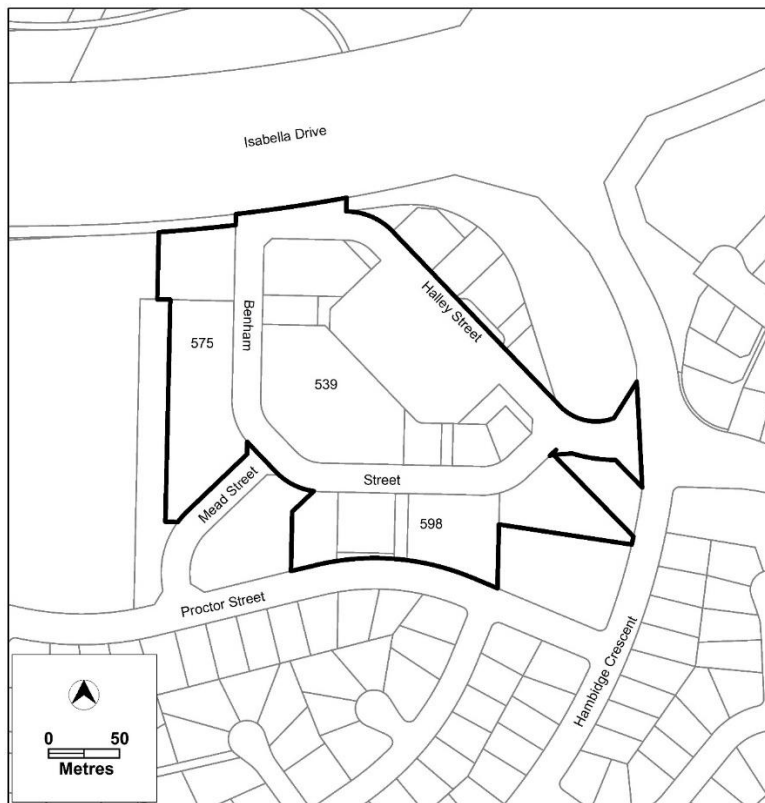 Isabella Drive
Halley Street
Benham
575
539
Street
Mead Street
598
Proctor Street
Hambidge Crescent
0 50
Metres